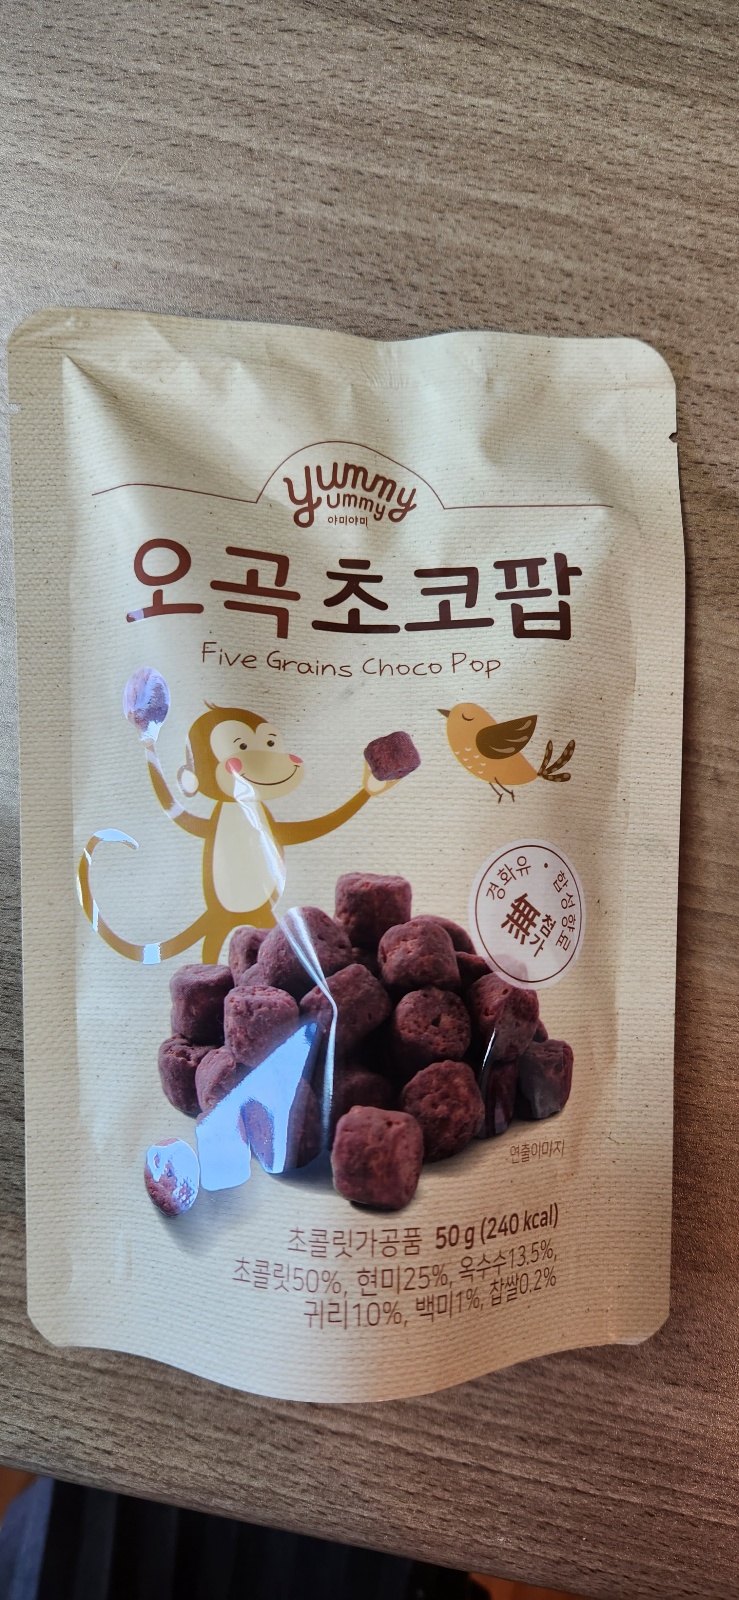 yummy
yummy
야미야미
오곡초코팝
Five Grains Choco Pop
경화유 · 합성향료
無첨가
연출이미지
초콜릿가공품 50 g (240 kcal)
초콜릿50%, 현미25%, 옥수수13.5%,
귀리10%, 백미1%, 찹쌀0.2%